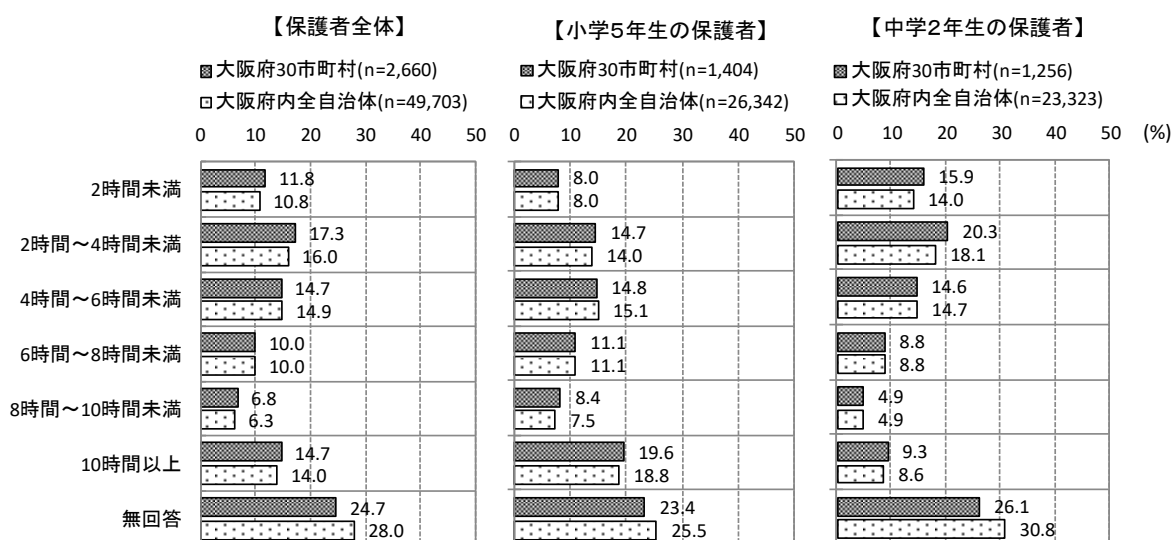 【保護者全体】 【小学5年生の保護者】 【中学2年生の保護者】
大阪府30市町村(n=2,660) 大阪府30市町村(n=1,404) 大阪府30市町村(n=1,256)
大阪府内全自治体(n=49,703) 大阪府内全自治体(n=26,342) 大阪府内全自治体(n=23,323)
0 10 20 30 40 50 0 10 20 30 40 50 0 10 20 30 40 50 (%)
2時間未満 11.8 8.0 15.9
10.8 8.0 14.0
2時間～4時間未満 17.3 14.7 20.3
16.0 14.0 18.1
4時間～6時間未満 14.7 14.8 14.6
14.9 15.1 14.7
6時間～8時間未満 10.0 11.1 8.8
10.0 11.1 8.8
8時間～10時間未満 6.8 8.4 4.9
6.3 7.5 4.9
10時間以上 14.7 19.6 9.3
14.0 18.8 8.6
無回答 24.7 23.4 26.1
28.0 25.5 30.8